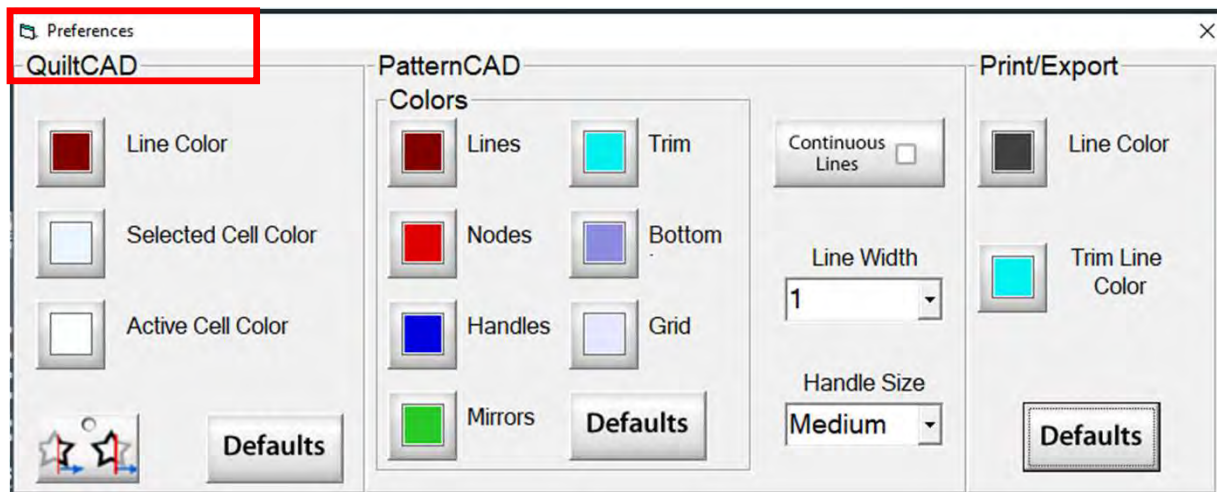 Preferences
QuiltCAD
Line Color
Selected Cell Color
Active Cell Color
Defaults
PatternCAD
Colors
Lines
Nodes
Handles
Mirrors
Trim
Bottom
Grid
Defaults
Continuous
Lines
Line Width
1
Handle Size
Medium
Print/Export
Line Color
Trim Line
Color
Defaults